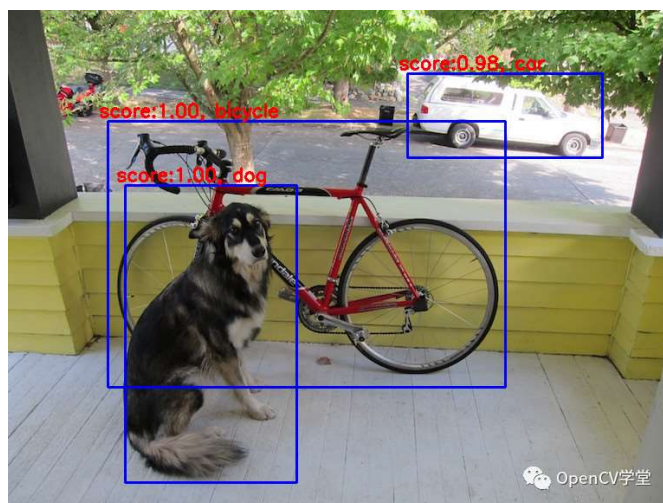 score:0.98, car
score:1.00, bicycle
score:1.00, dog
OpenCV学堂